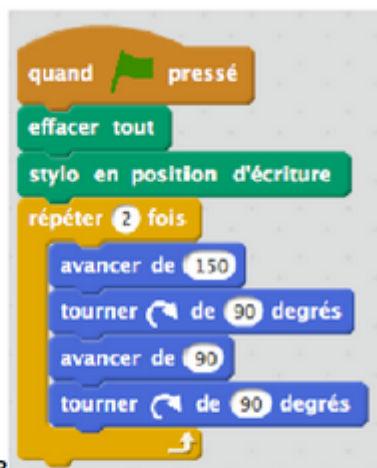 quand pressé
effacer tout
stylo en position d'écriture
répéter 2 fois
avancer de 150
tourner de 90 degrés
avancer de 90
tourner de 90 degrés